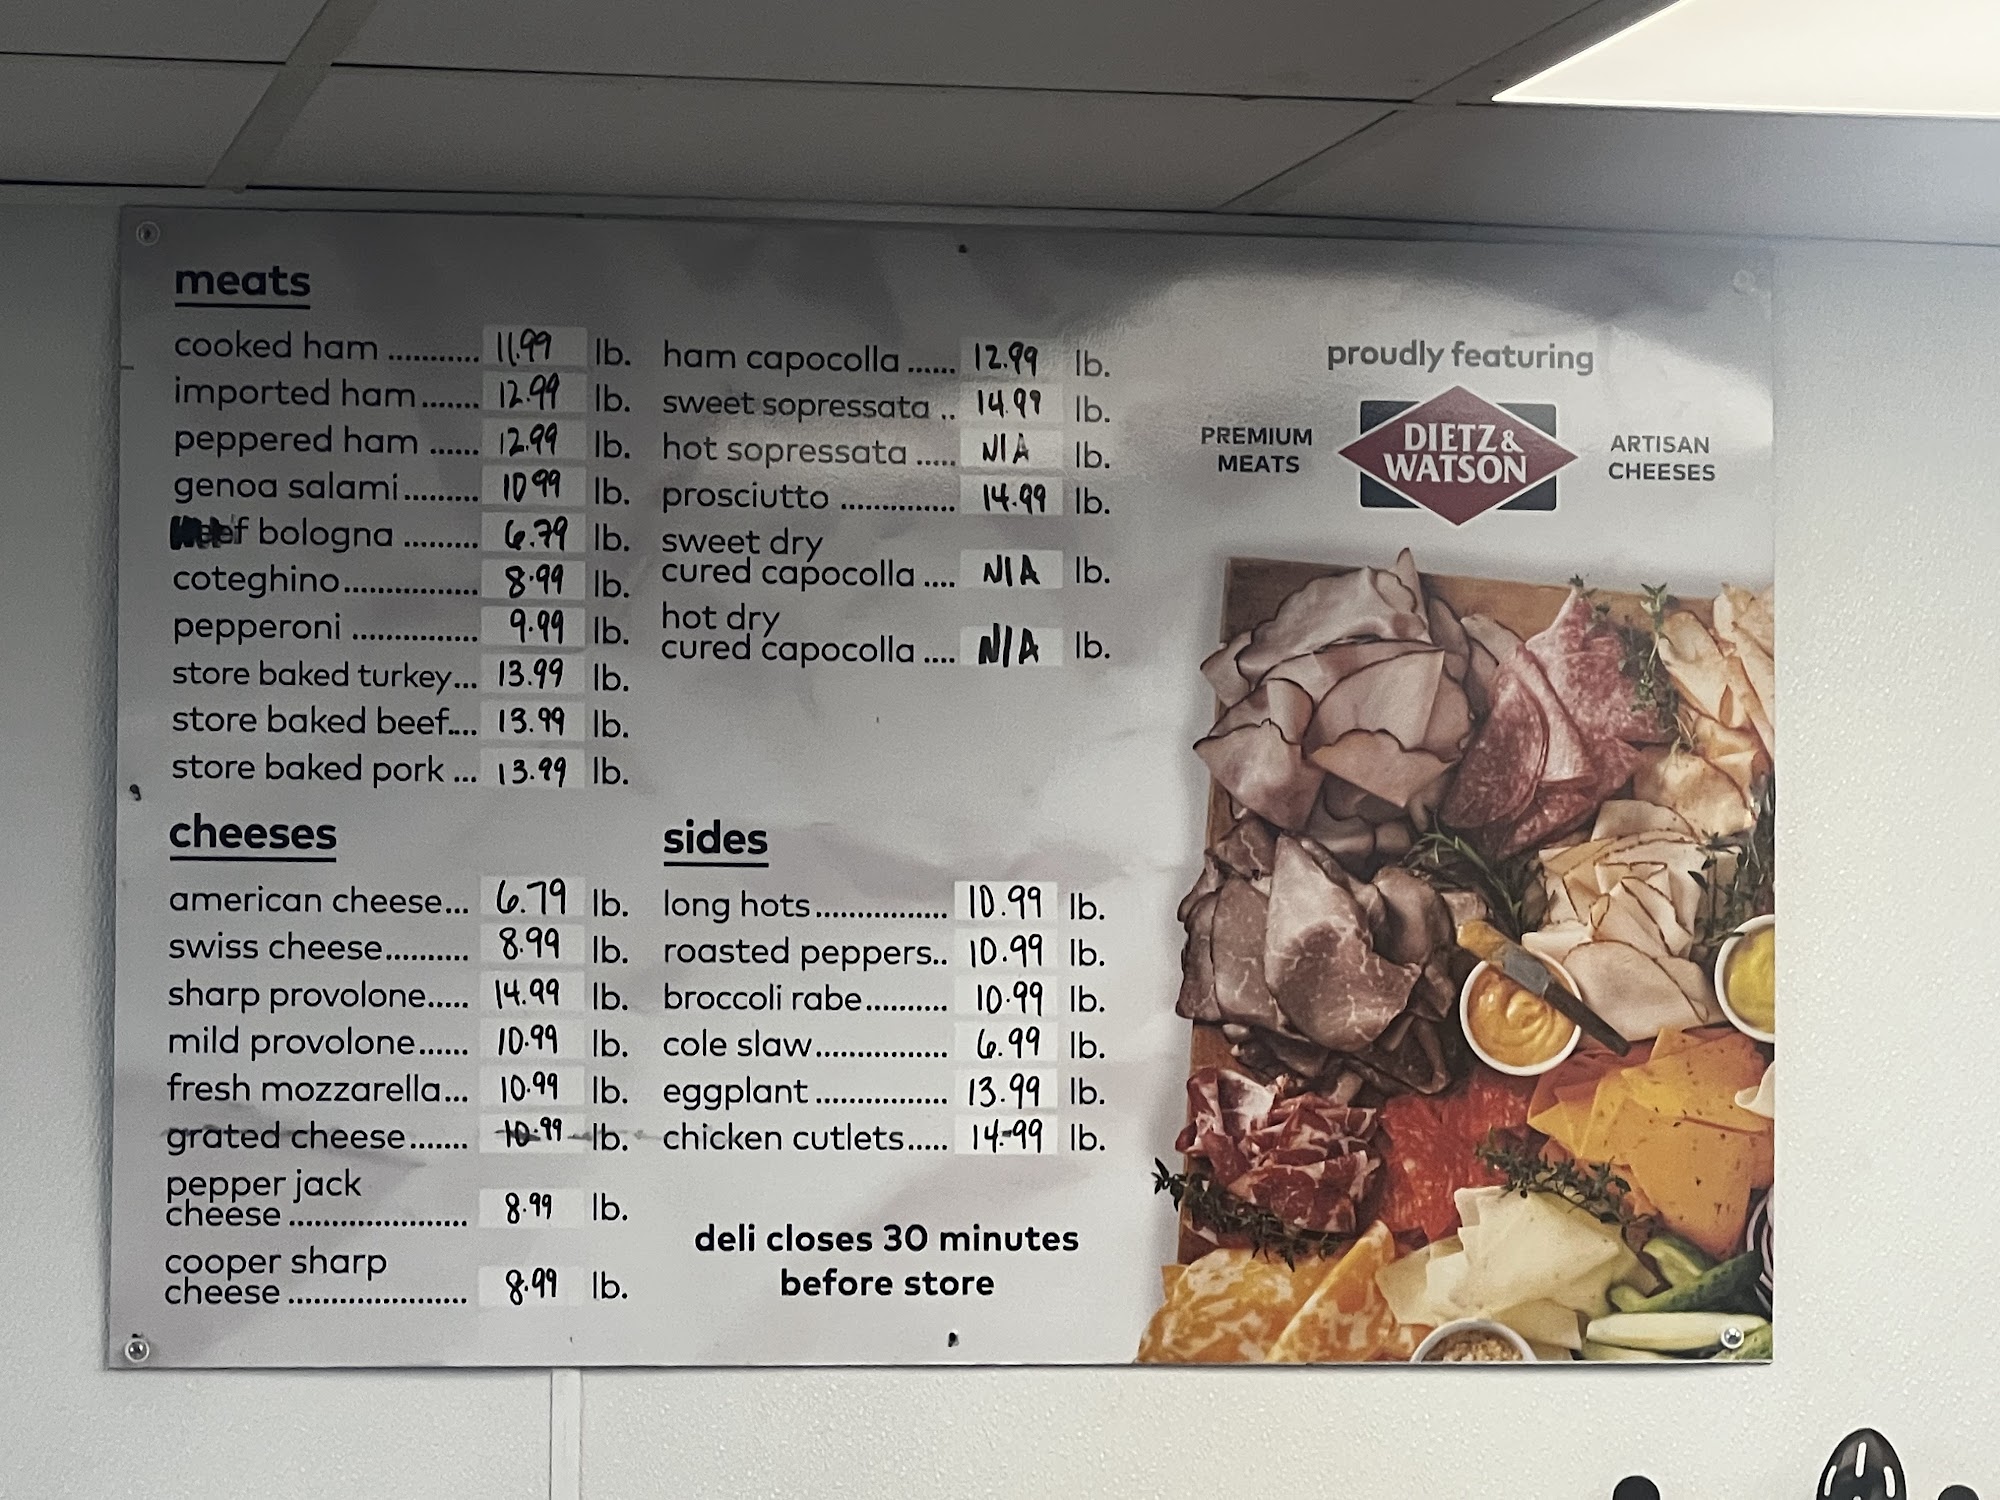 meats
cooked ham ........... 11.99 lb.
imported ham....... 12.99 lb.
peppered ham ...... 12.99 lb.
genoa salami......... 10 99 lb.
bologna ......... 6.79 lb.
coteghino................ 8.99 lb.
pepperoni ............... 9.99 lb.
store baked turkey... 13.99 lb.
store baked beef.... 13.99 lb.
store baked pork ... 13.99 lb.
ham capocolla ...... 12.99 lb.
sweet sopressata .. 14.99 lb.
hot sopressata ..... N/A lb.
prosciutto .............. 14.99 lb.
sweet dry
cured capocolla .... N/A lb.
hot dry
cured capocolla .... N/A lb.
cheeses
american cheese... 6.79 lb.
swiss cheese.......... 8.99 lb.
sharp provolone..... 14.99 lb.
mild provolone...... 10.99 lb.
fresh mozzarella... 10.99 lb.
grated cheese....... 10.99 lb.
pepper jack
cheese ..................... 8.99 lb.
cooper sharp
cheese ..................... 8.99 lb.
sides
long hots................ 10.99 lb.
roasted peppers.. 10.99 lb.
broccoli rabe.......... 10.99 lb.
cole slaw................ 6.99 lb.
eggplant ................ 13.99 lb.
chicken cutlets..... 14.99 lb.
deli closes 30 minutes
before store
proudly featuring
PREMIUM
MEATS
DIETZ &
WATSON
ARTISAN
CHEESES